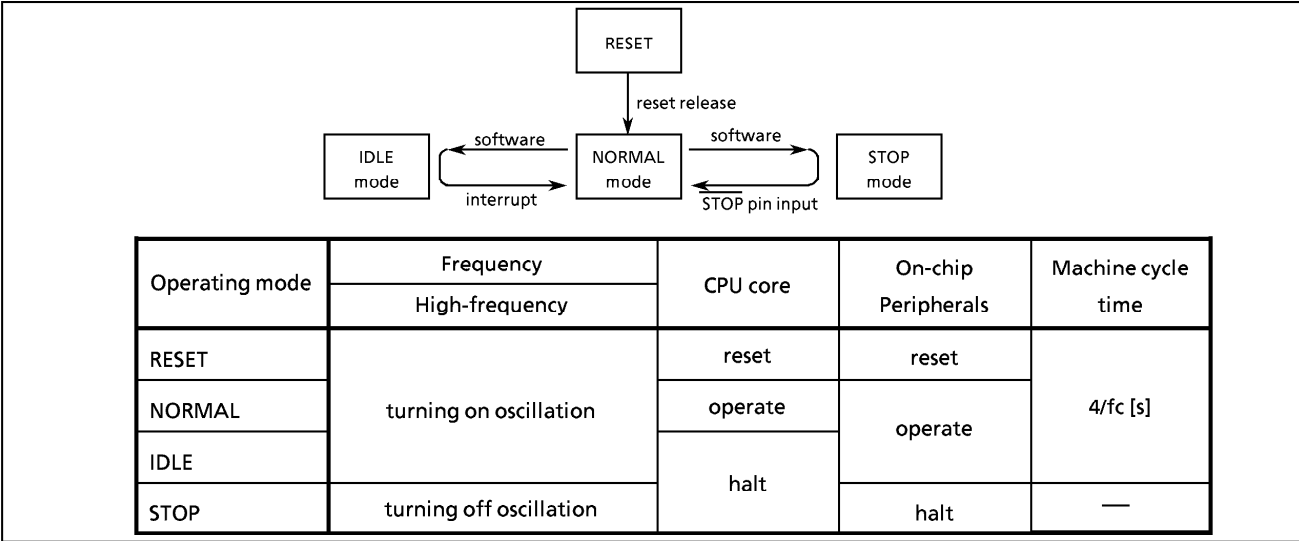 RESET
reset release
software
software
IDLE
mode
NORMAL
mode
STOP
mode
interrupt
STOP pin input
Operating mode
Frequency
High-frequency
CPU core
On-chip
Peripherals
Machine cycle
time
RESET
turning on oscillation
reset
reset
4/fc [s]
NORMAL
operate
operate
IDLE
halt
STOP
turning off oscillation
halt
—